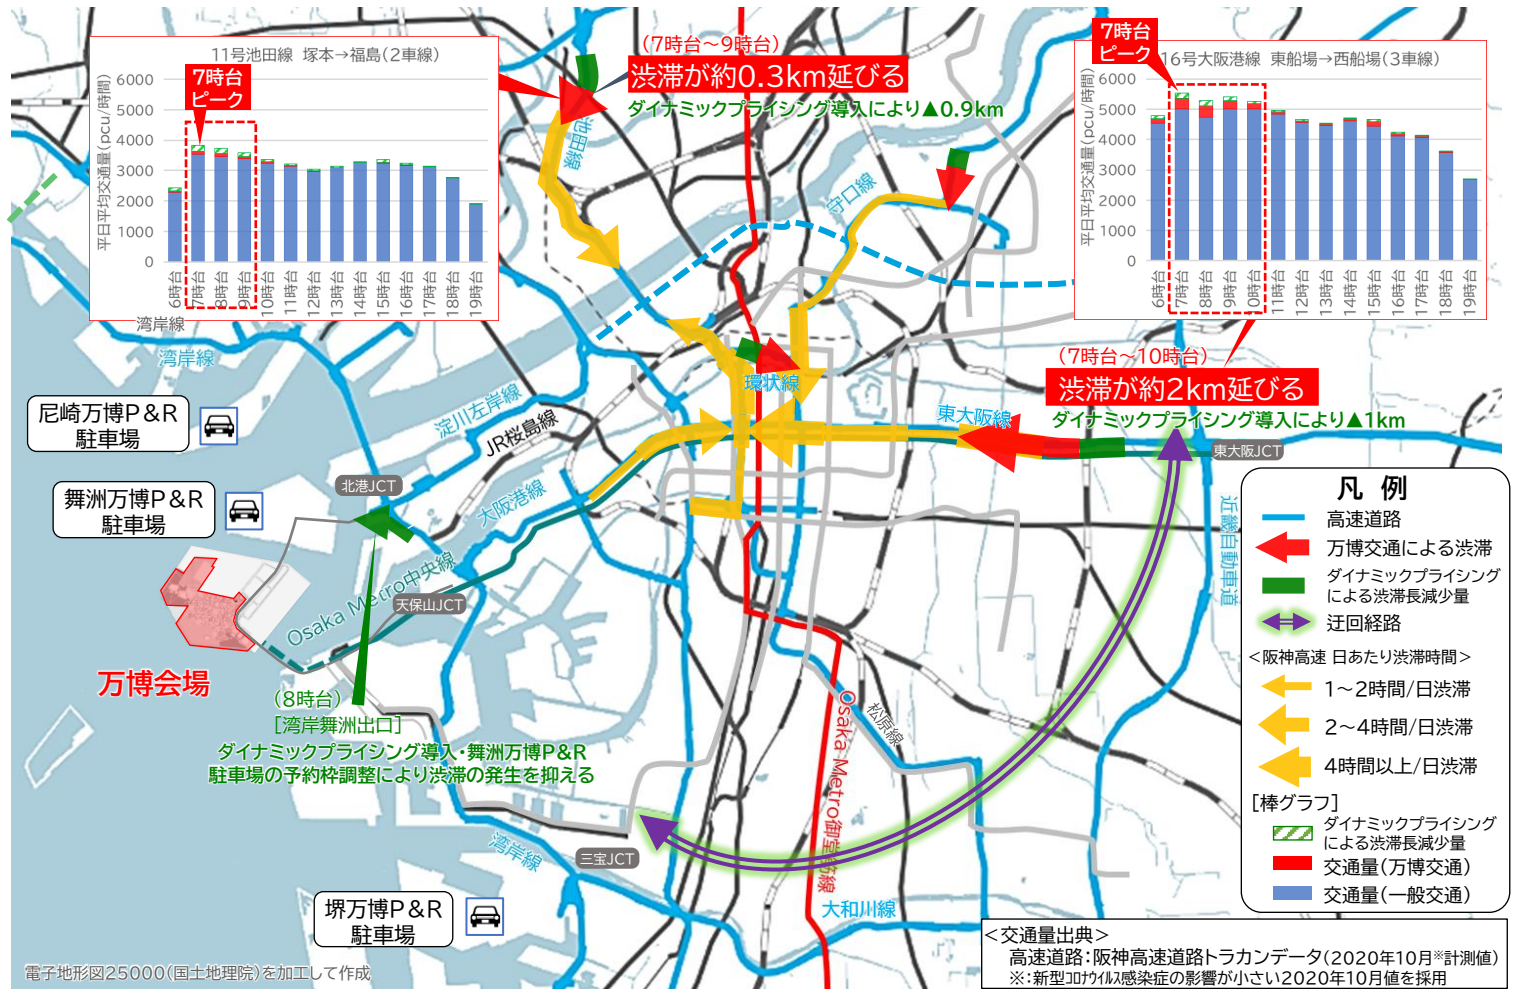 11号池田線 塚本→福島(2車線)
平日平均交通量(pcu/時間)
6000
5000
4000
3000
2000
1000
0
7時台
ピーク
6時台
7時台
8時台
9時台
10時台
11時台
12時台
13時台
14時台
15時台
16時台
17時台
18時台
19時台
湾岸線
湾岸線
(7時台～9時台)
渋滞が約0.3km延びる
ダイナミックプライシング導入により▲0.9km
池田線
守口線
16号大阪港線 東船場→西船場(3車線)
平日平均交通量(pcu/時間)
6000
5000
4000
3000
2000
1000
0
7時台
ピーク
6時台
7時台
8時台
9時台
10時台
11時台
12時台
13時台
14時台
15時台
16時台
17時台
18時台
19時台
(7時台～10時台)
渋滞が約2km延びる
ダイナミックプライシング導入により▲1km
環状線
東大阪線
東大阪JCT
近畿自動車道
尼崎万博P&R
駐車場
舞洲万博P&R
駐車場
淀川左岸線
JR桜島線
北港JCT
大阪港線
Osaka Metro中央線
天保山JCT
万博会場
(8時台)
[湾岸舞洲出口]
ダイナミックプライシング導入・舞洲万博P&R
駐車場の予約枠調整により渋滞の発生を抑える
松原線
Osaka Metro御堂筋線
湾岸線
三宝JCT
大和川線
堺万博P&R
駐車場
凡 例
高速道路
万博交通による渋滞
ダイナミックプライシング
による渋滞長減少量
迂回経路
＜阪神高速 日あたり渋滞時間＞
1～2時間/日渋滞
2～4時間/日渋滞
4時間以上/日渋滞
[棒グラフ]
ダイナミックプライシング
による渋滞長減少量
交通量(万博交通)
交通量(一般交通)
＜交通量出典＞
高速道路：阪神高速道路トラカンデータ(2020年10月※計測値)
※：新型コロナウイルス感染症の影響が小さい2020年10月値を採用
電子地形図25000(国土地理院)を加工して作成